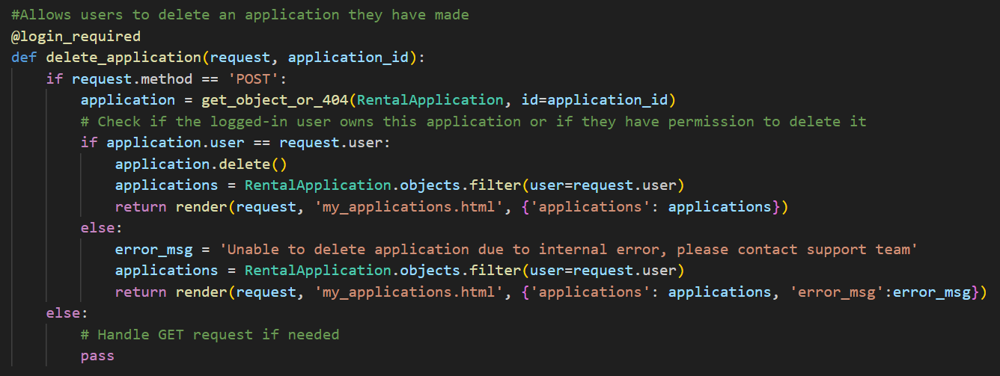 #Allows users to delete an application they have made
@login_required
def delete_application(request, application_id):
    if request.method == 'POST':
        application = get_object_or_404(RentalApplication, id=application_id)
        # Check if the logged-in user owns this application or if they have permission to delete it
        if application.user == request.user:
            application.delete()
            applications = RentalApplication.objects.filter(user=request.user)
            return render(request, 'my_applications.html', {'applications': applications})
        else:
            error_msg = 'Unable to delete application due to internal error, please contact support team'
            applications = RentalApplication.objects.filter(user=request.user)
            return render(request, 'my_applications.html', {'applications': applications, 'error_msg':error_msg})
    else:
        # Handle GET request if needed
        pass